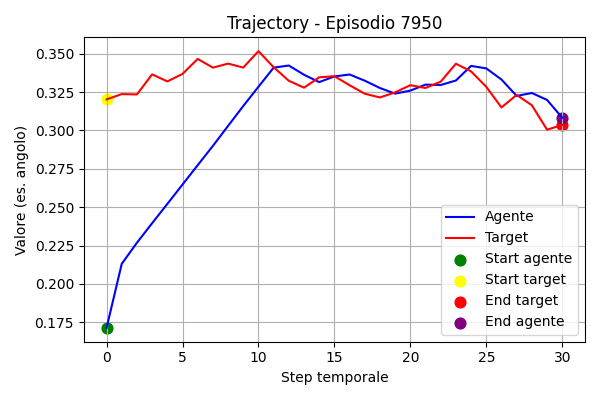 Trajectory - Episodio 7950
Valore (es. angolo)
0.350
0.325
0.300
0.275
0.250
0.225
0.200
0.175
Agente
Target
Start agente
Start target
End target
End agente
0 5 10 15 20 25 30
Step temporale